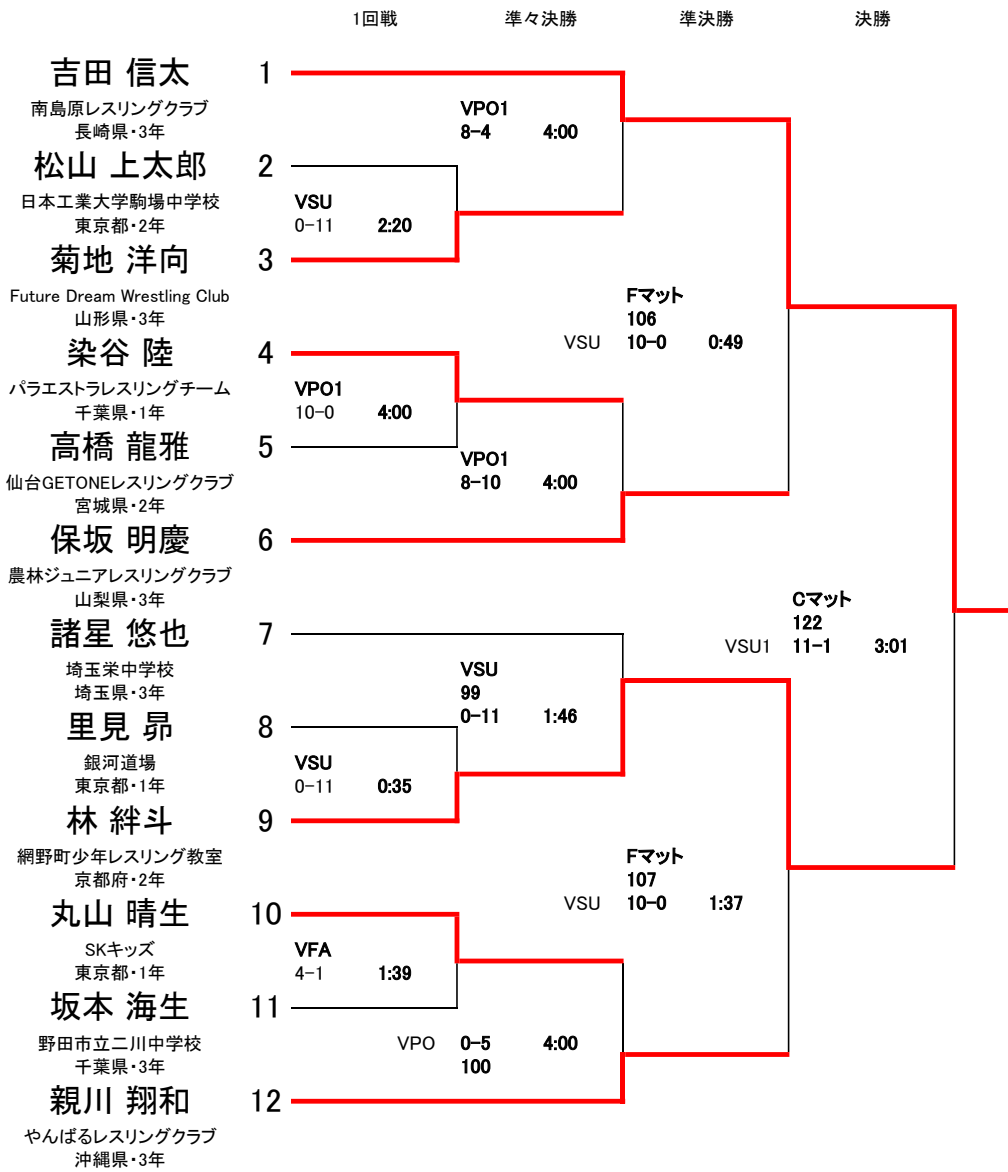 1回戦 準々決勝 準決勝 決勝
吉田 信太 1
南島原レスリングクラブ
長崎県・3年
VPO1
8-4 4:00
松山 上太郎 2
日本工業大学駒場中学校
東京都・2年
VSU
0-11 2:20
菊地 洋向 3
Future Dream Wrestling Club
山形県・3年
Fマット
106
VSU 10-0 0:49
染谷 陸 4
パラエストラレスリングチーム
千葉県・1年
VPO1
10-0 4:00
高橋 龍雅 5
仙台GETONEレスリングクラブ
宮城県・2年
VPO1
8-10 4:00
保坂 明慶 6
農林ジュニアレスリングクラブ
山梨県・3年
Cマット
122
VSU1 11-1 3:01
諸星 悠也 7
埼玉栄中学校
埼玉県・3年
VSU
99
0-11 1:46
里見 昴 8
銀河道場
東京都・1年
VSU
0-11 0:35
林 絆斗 9
網野町少年レスリング教室
京都府・2年
Fマット
107
VSU 10-0 1:37
丸山 晴生 10
SKキッズ
東京都・1年
VFA
4-1 1:39
坂本 海生 11
野田市立二川中学校
千葉県・3年
VPO 0-5 4:00
100
親川 翔和 12
やんばるレスリングクラブ
沖縄県・3年